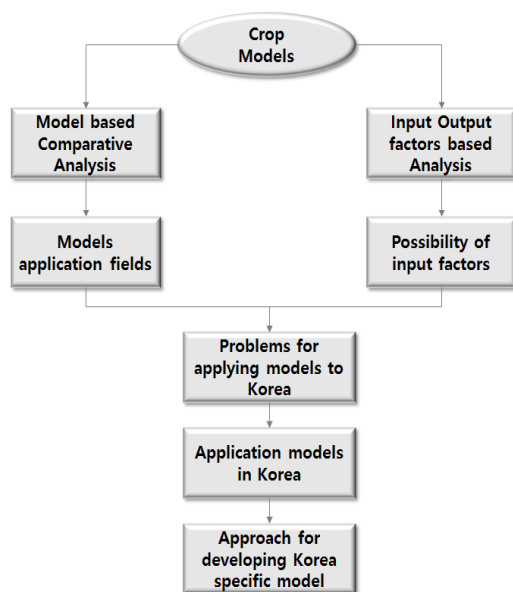 Crop
Models
Model based
Comparative
Analysis
Input Output
factors based
Analysis
Models
application fields
Possibility of
input factors
Problems for
applying models to
Korea
Application models
in Korea
Approach for
developing Korea
specific model